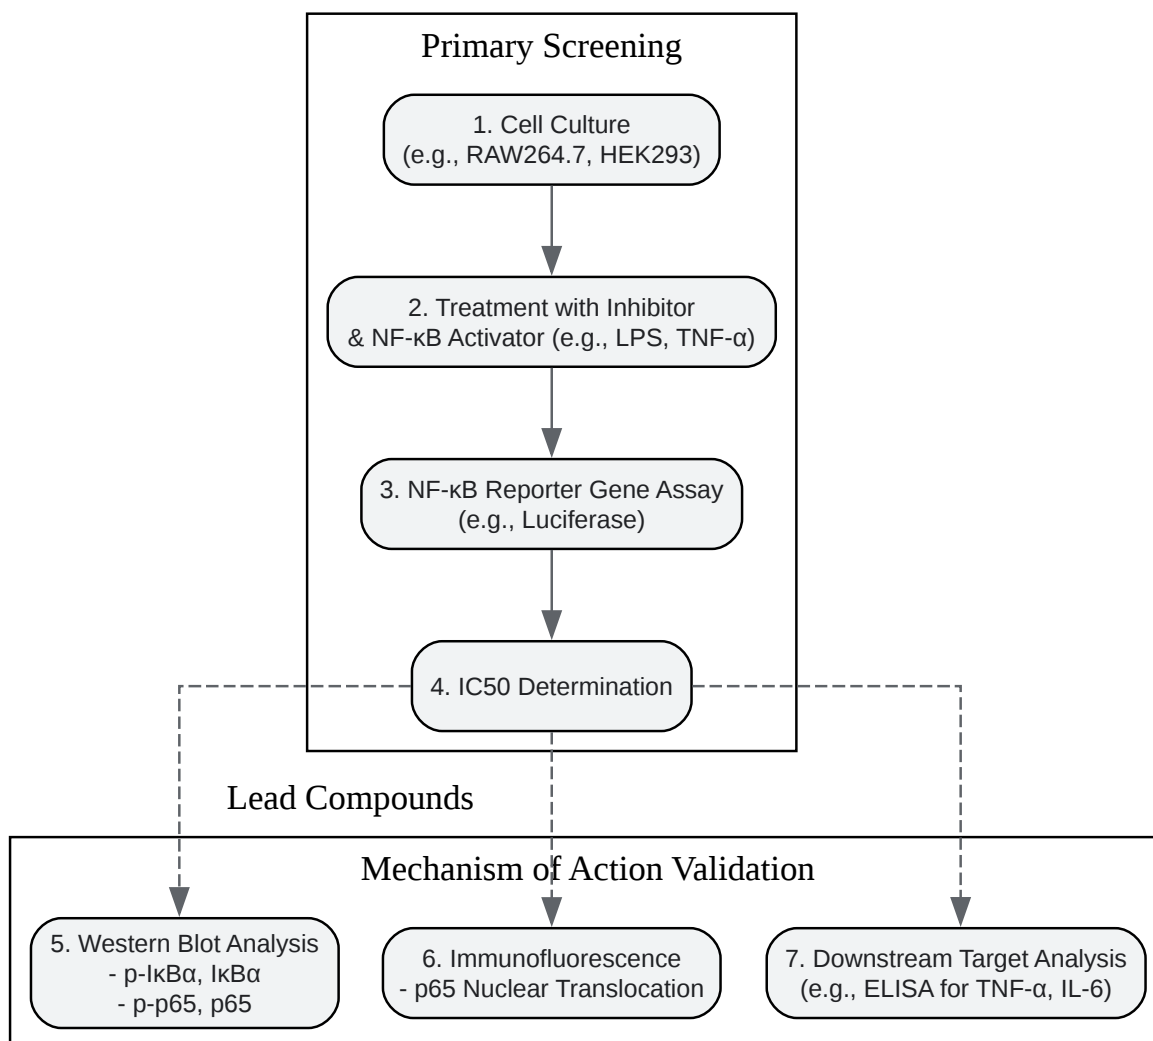 Primary Screening
1. Cell Culture
(e.g., RAW264.7, HEK293)
2. Treatment with Inhibitor
& NF-κB Activator (e.g., LPS, TNF-α)
3. NF-κB Reporter Gene Assay
(e.g., Luciferase)
4. IC50 Determination
Lead Compounds
Mechanism of Action Validation
5. Western Blot Analysis
- p-IκBα, IκBα
- p-p65, p65
6. Immunofluorescence
- p65 Nuclear Translocation
7. Downstream Target Analysis
(e.g., ELISA for TNF-α, IL-6)